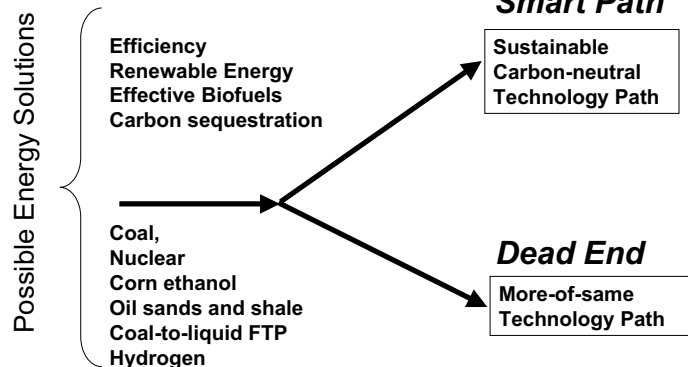 Possible Energy Solutions
Efficiency
Renewable Energy
Effective Biofuels
Carbon sequestration
Coal,
Nuclear
Corn ethanol
Oil sands and shale
Coal-to-liquid FTP
Hydrogen
Smart Path
Sustainable
Carbon-neutral
Technology Path
Dead End
More-of-same
Technology Path